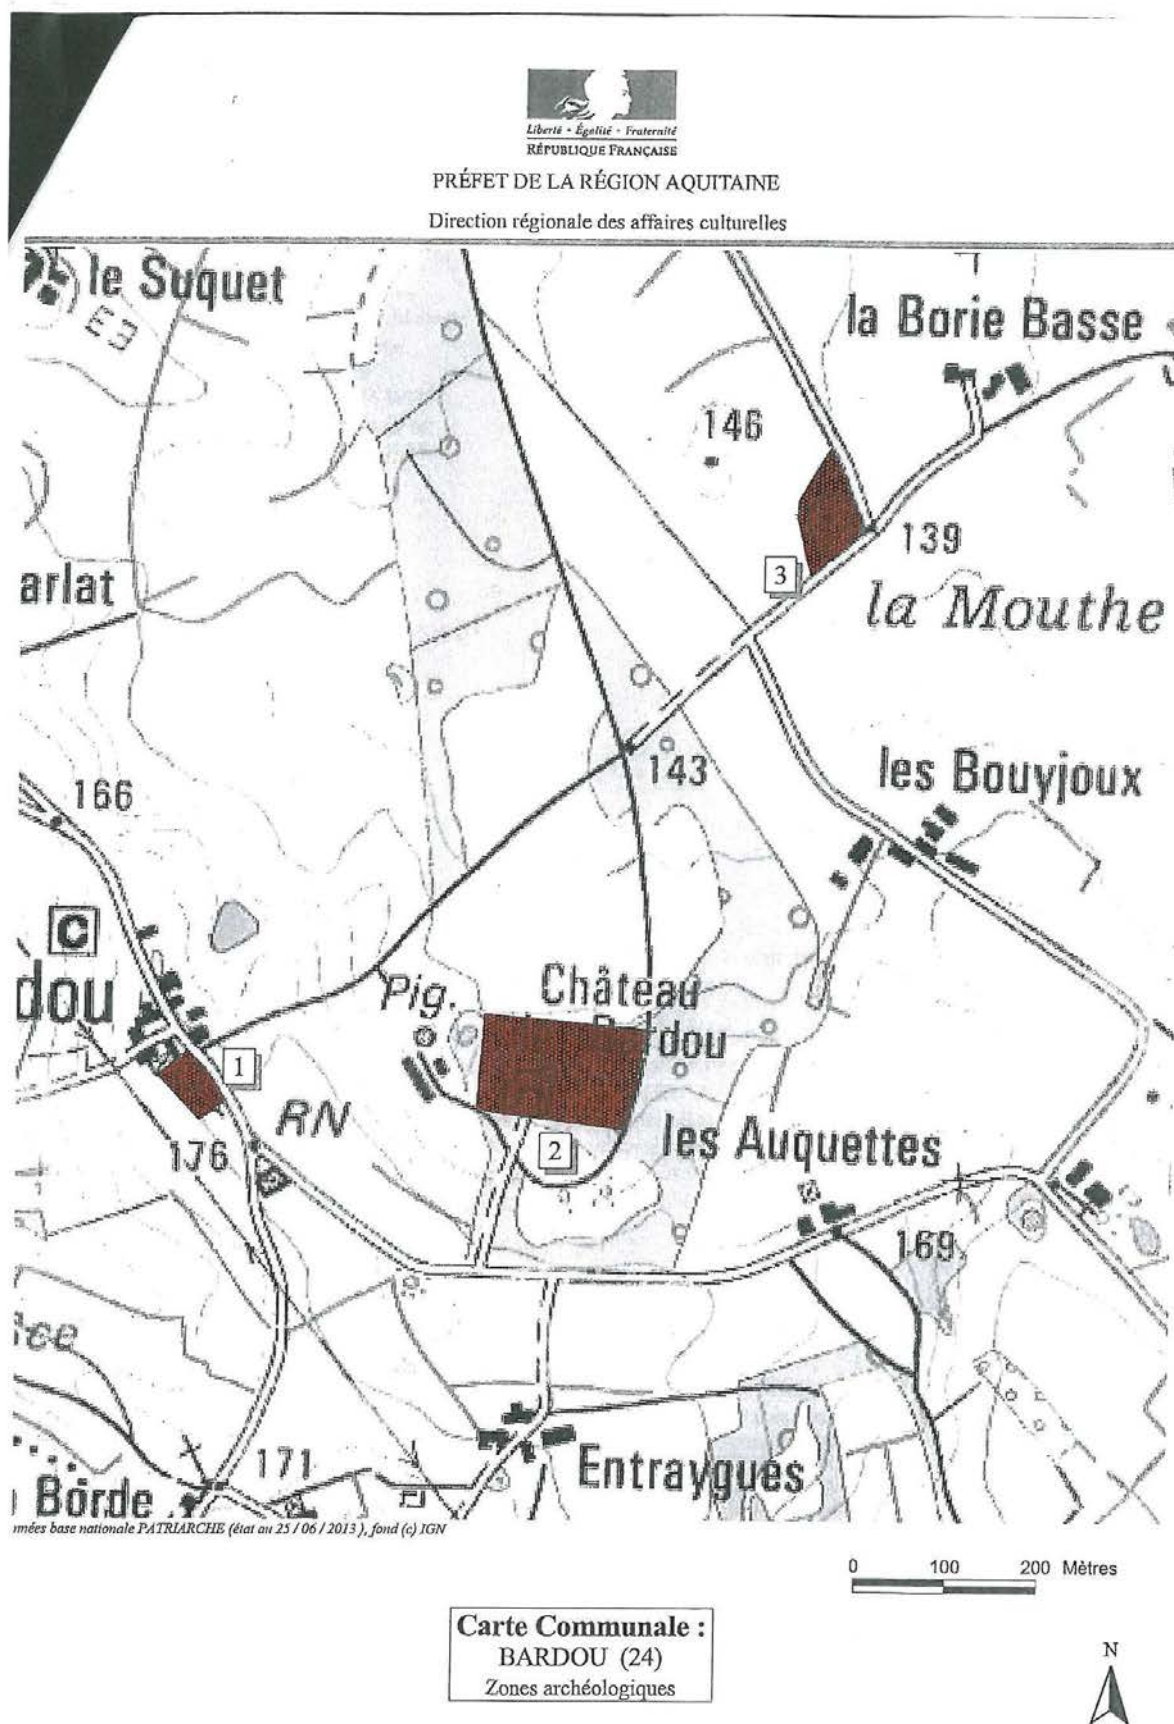 Liberté • Égalité • Fraternité
RÉPUBLIQUE FRANÇAISE
PRÉFET DE LA RÉGION AQUITAINE
Direction régionale des affaires culturelles
le Suquet
E3
la Borie Basse
146
139
3
arlat
la Mouthe
143
les Bouyjoux
166
C
dou
Pig.
Château
rdou
1
RN
2
les Auquettes
176
169
171
Entraygues
Borde
nnées base nationale PATRIARCHE (état au 25 / 06 / 2013 ), fond (c) IGN
0 100 200 Mètres
Carte Communale :
BARDOU (24)
Zones archéologiques
N